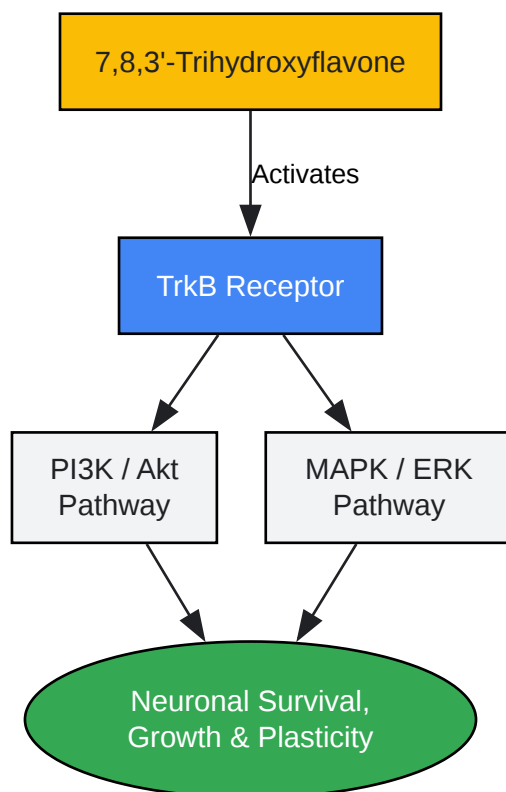 7,8,3'-Trihydroxyflavone
Activates
TrkB Receptor
PI3K / Akt
Pathway
MAPK / ERK
Pathway
Neuronal Survival,
Growth & Plasticity